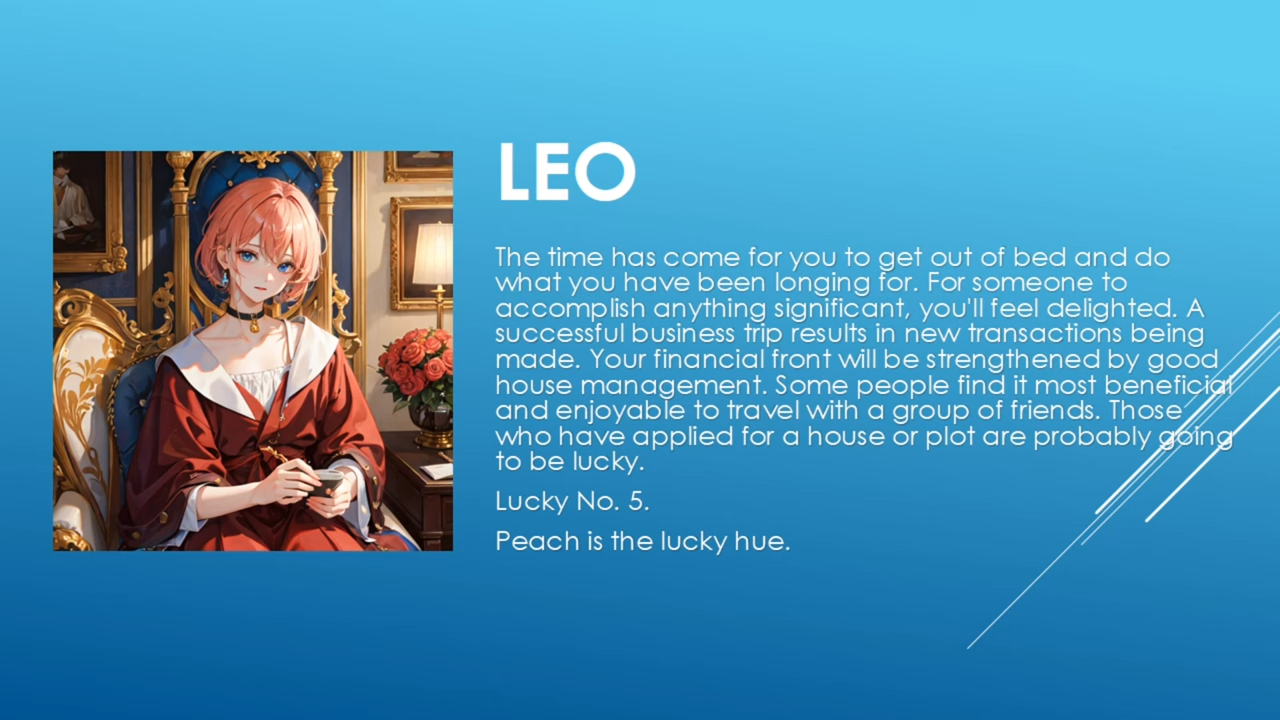 LEO
The time has come for you to get out of bed and do
what you have been longing for. For someone to
accomplish anything significant, you'll feel delighted. A
successful business trip results in new transactions being
made. Your financial front will be strengthened by good
house management. Some people find it most beneficial
and enjoyable to travel with a group of friends. Those
who have applied for a house or plot are probably going
to be lucky.
Lucky No. 5.
Peach is the lucky hue.